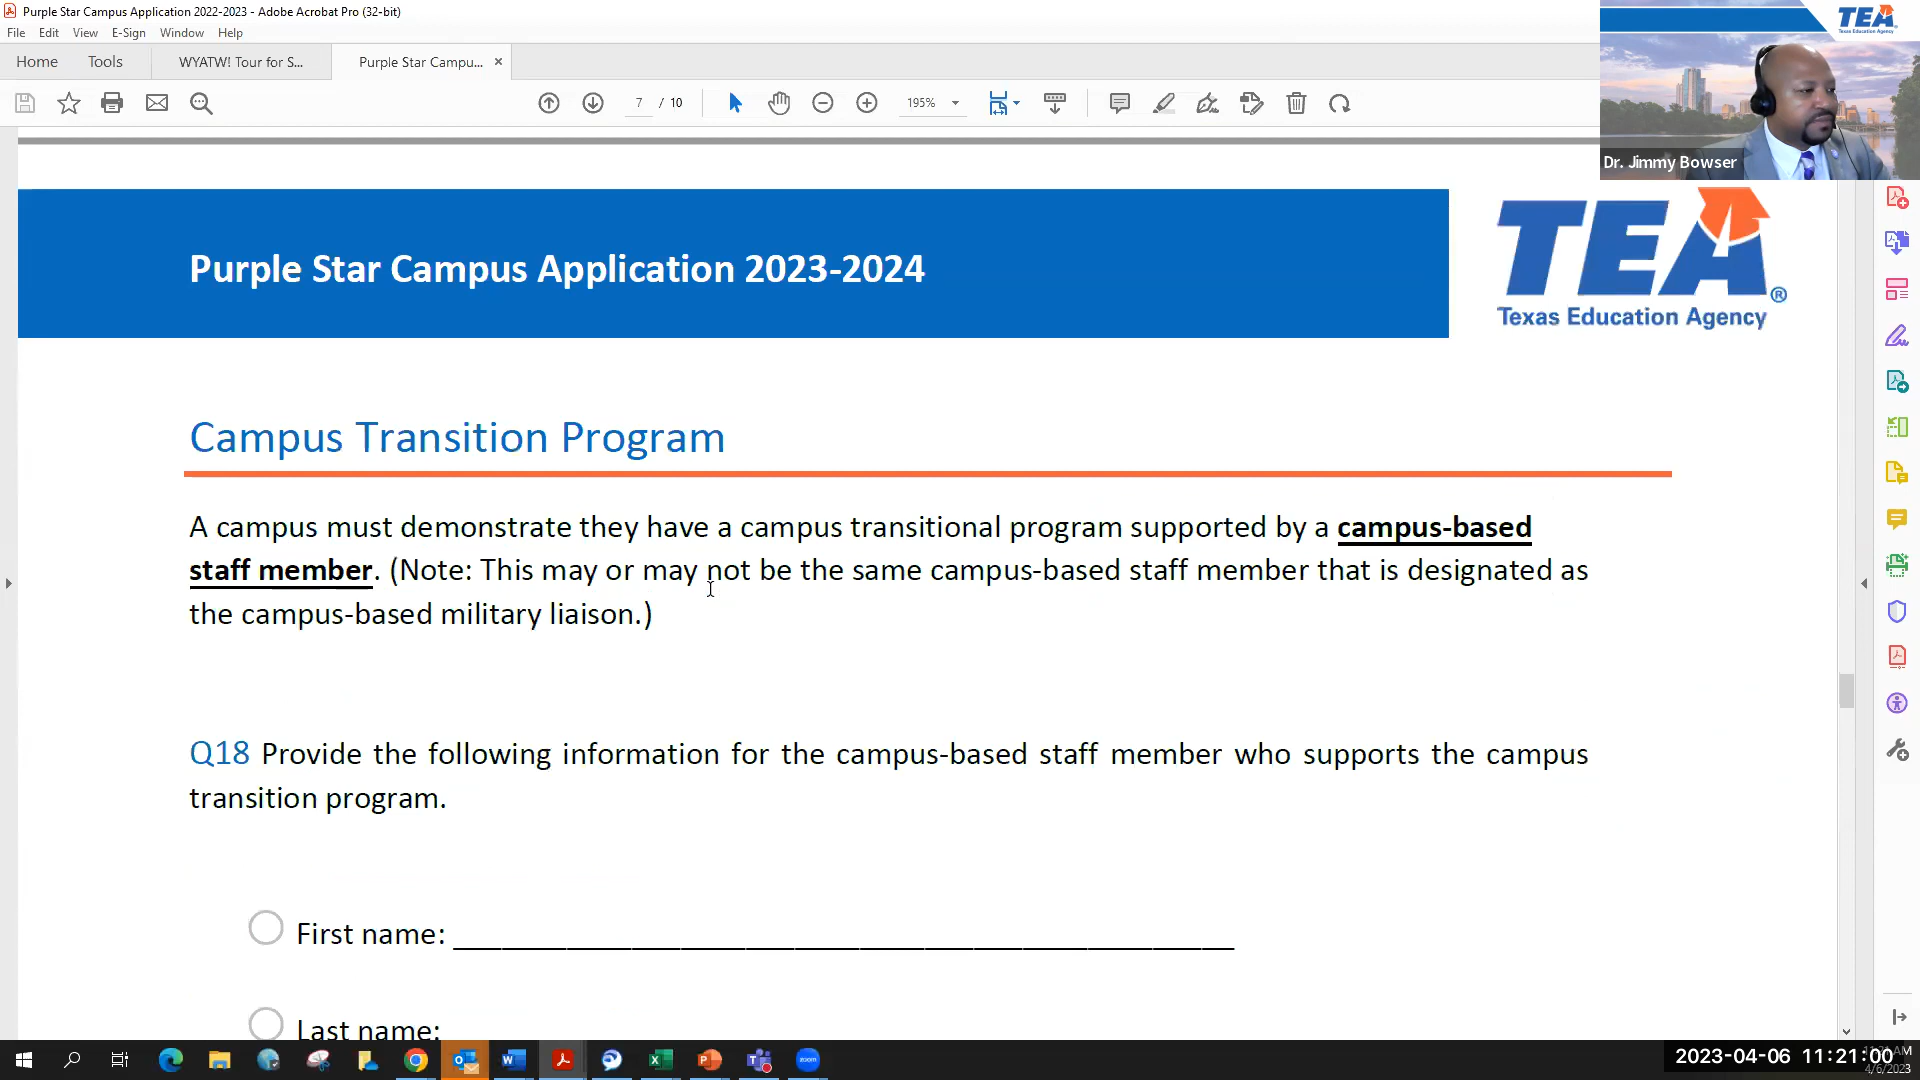 Purple Star Campus Application 2022-2023 - Adobe Acrobat Pro (32-bit)
File Edit View E-Sign Window Help
Home Tools WYATW! Tour for S... Purple Star Campu... ×
7 / 10 195%
TEA
Texas Education Agency
Dr. Jimmy Bowser
Purple Star Campus Application 2023-2024
TEA®
Texas Education Agency
Campus Transition Program
A campus must demonstrate they have a campus transitional program supported by a campus-based
staff member. (Note: This may or may not be the same campus-based staff member that is designated as
the campus-based military liaison.)
Q18 Provide the following information for the campus-based staff member who supports the campus
transition program.
First name:
Last name:
zoom
2023-04-06 11:21:00
4/6/2023